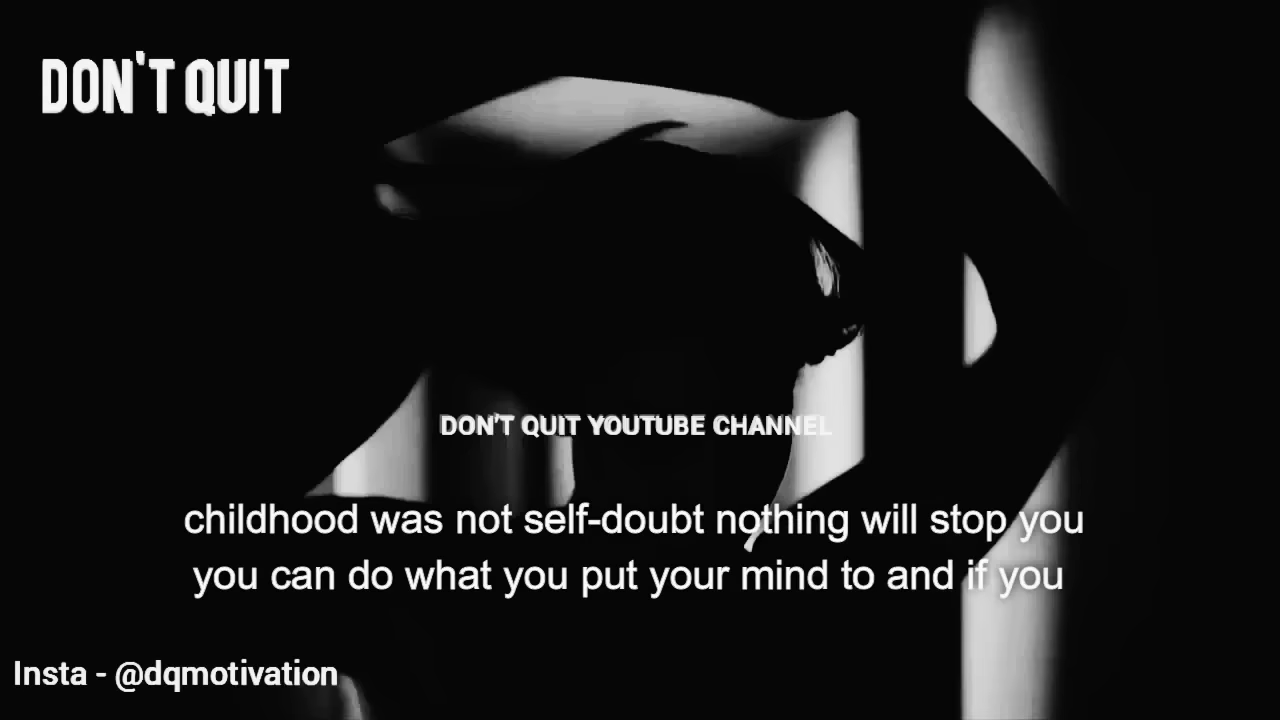 DON'T QUIT
DON'T QUIT YOUTUBE CHANNEL
childhood was not self-doubt nothing will stop you
you can do what you put your mind to and if you
Insta - @dqmotivation